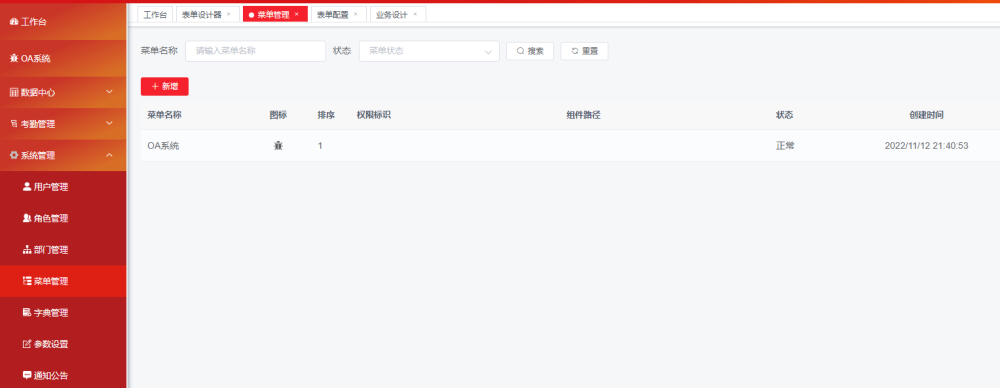 工作台
OA系统
数据中心
考勤管理
系统管理
用户管理
角色管理
部门管理
菜单管理
字典管理
参数设置
通知公告
工作台 表单设计器 × 菜单管理 × 表单配置 × 业务设计 ×
菜单名称 请输入菜单名称 状态 菜单状态 搜索 重置
+ 新增
菜单名称 图标 排序 权限标识 组件路径 状态 创建时间
OA系统 1 正常 2022/11/12 21:40:53